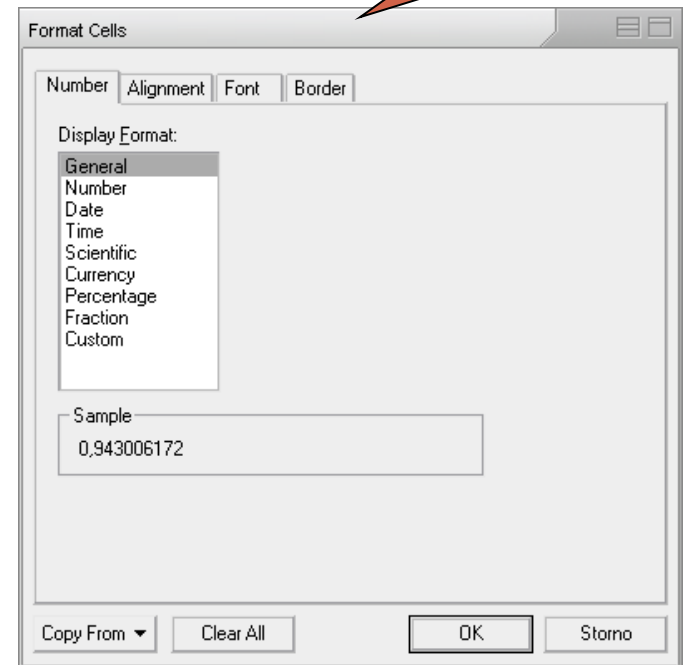 Format Cells
Number Alignment Font Border
Display Format:
General
Number
Date
Time
Scientific
Currency
Percentage
Fraction
Custom
Sample
0,943006172
Copy From Clear All OK Storno